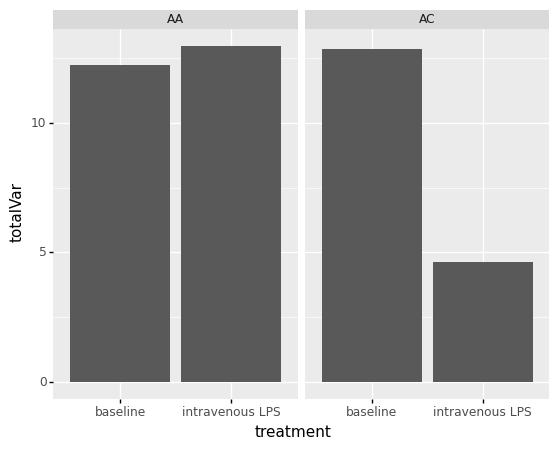 AA AC
totalVar
10
5
0
baseline intravenous LPS baseline intravenous LPS
treatment